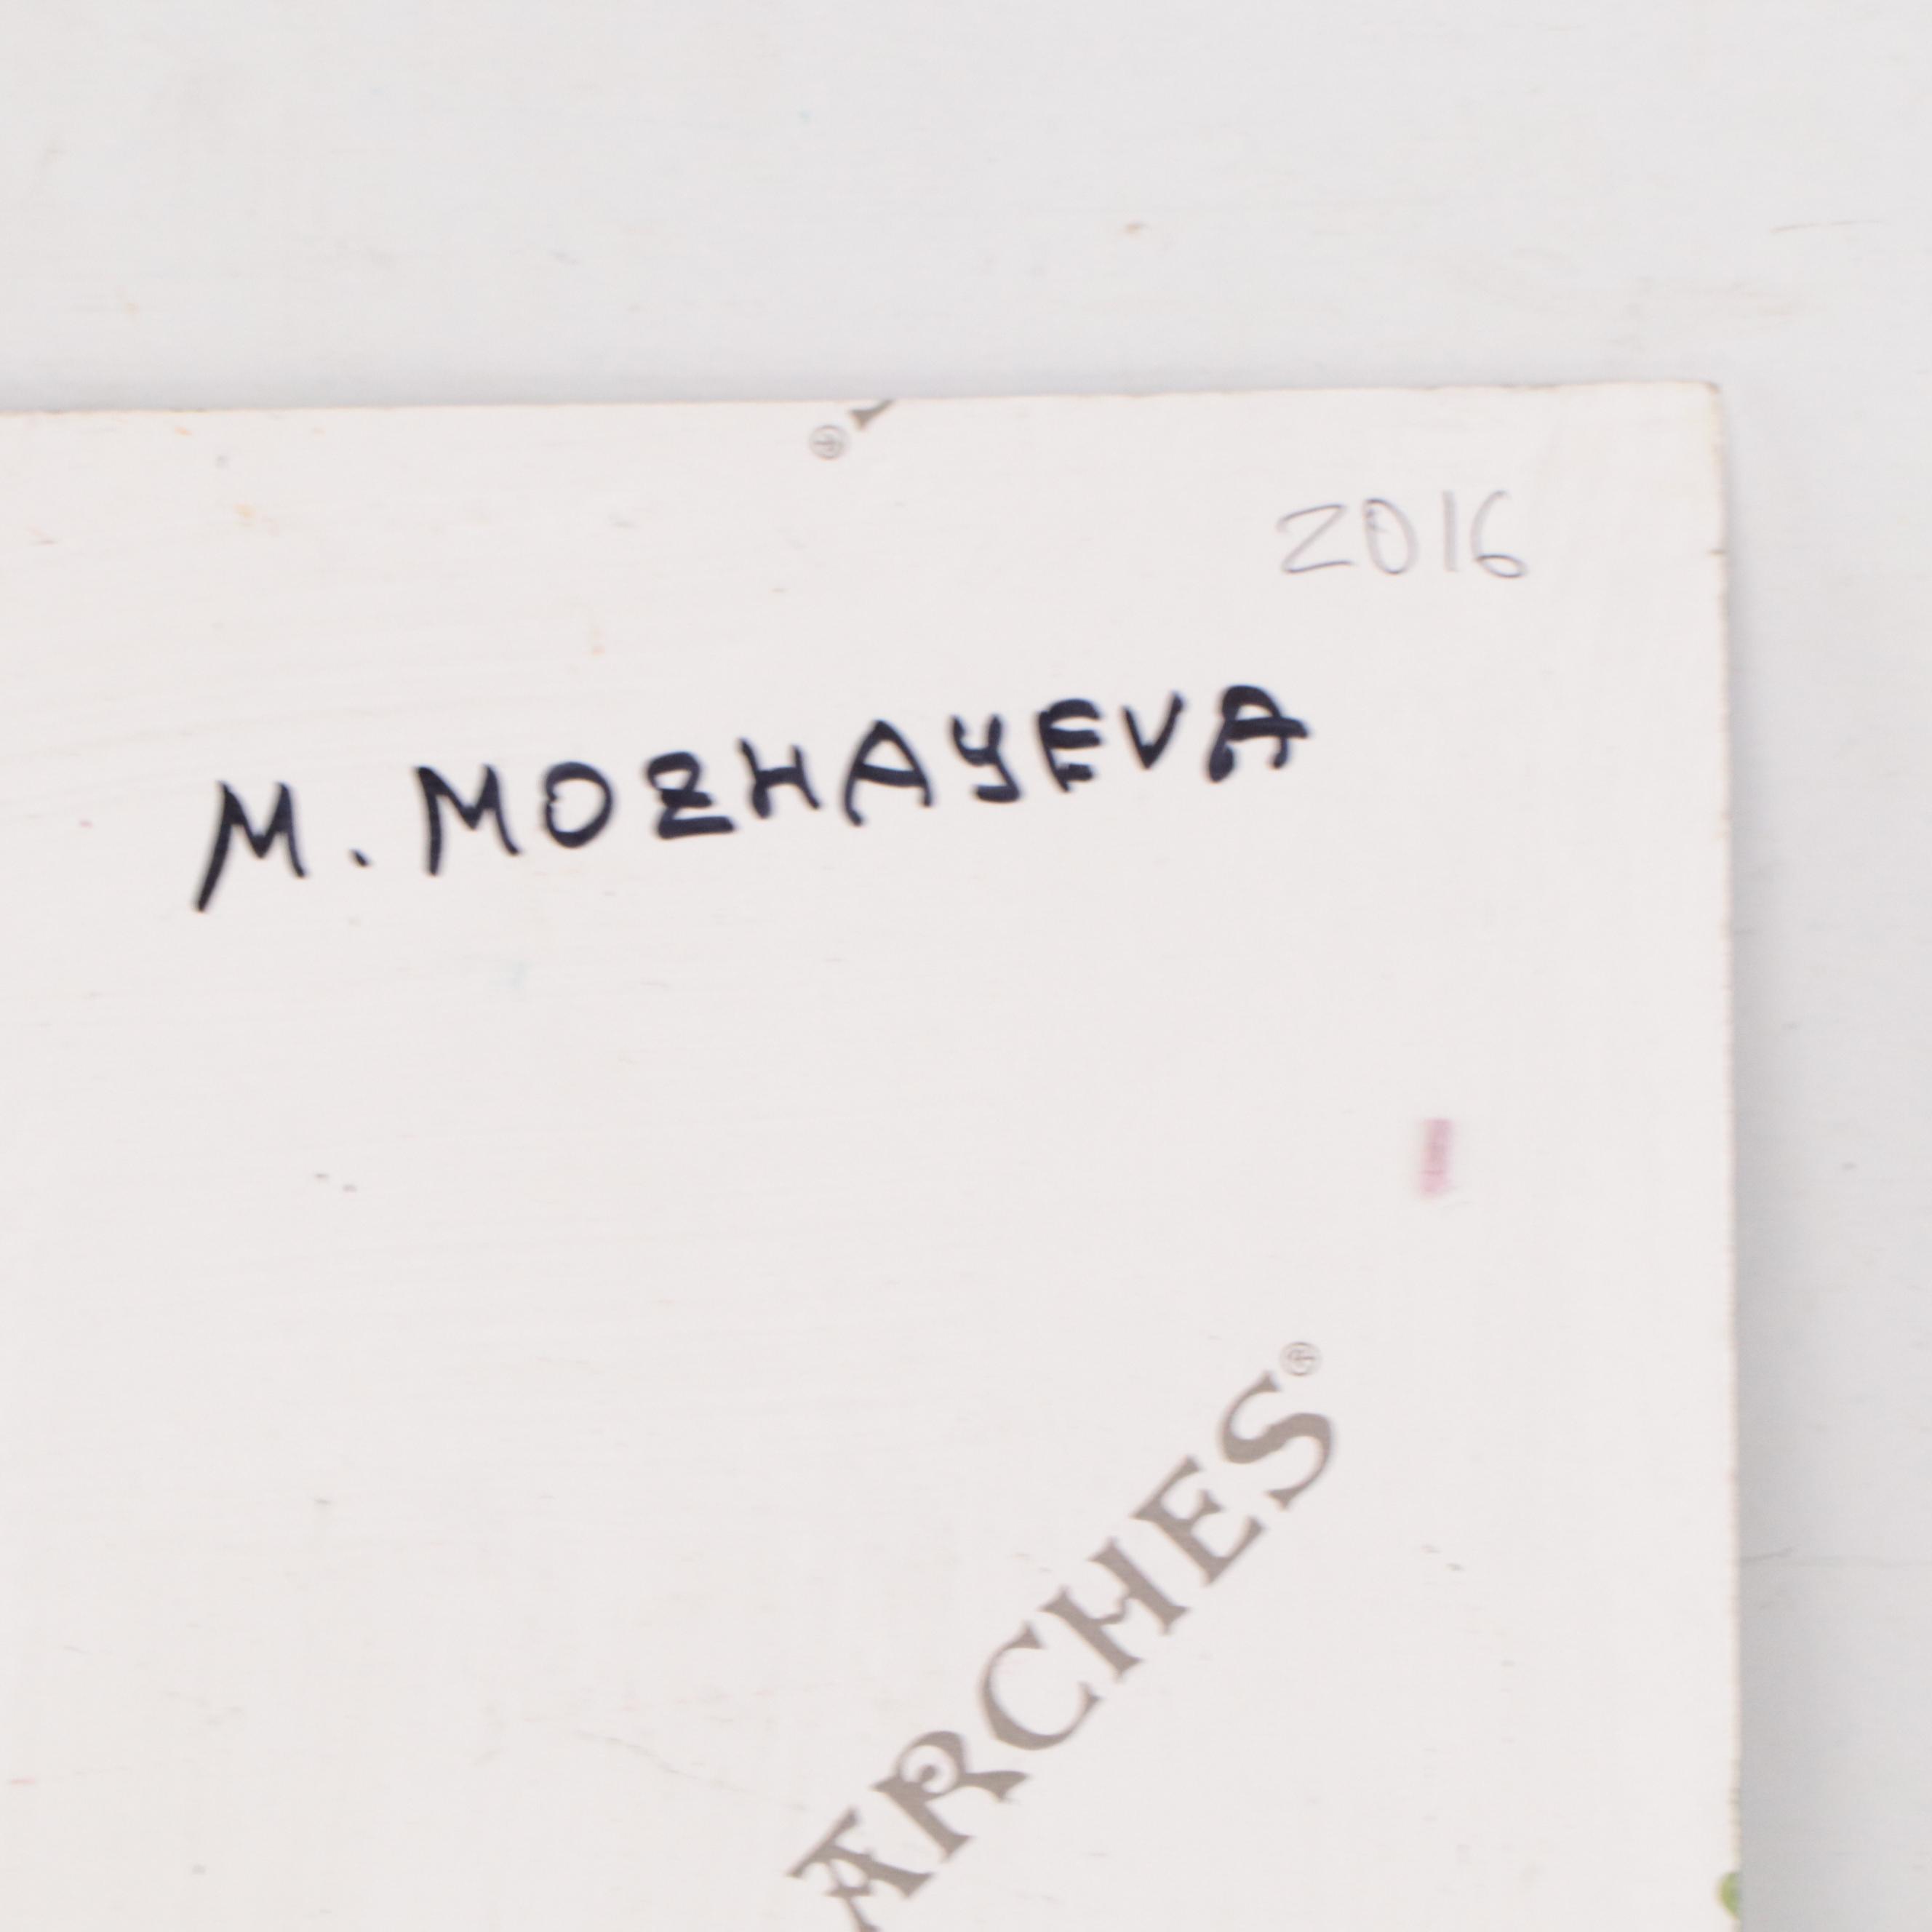 ®
2016
M. MOZHAYEVA
ARCHES®